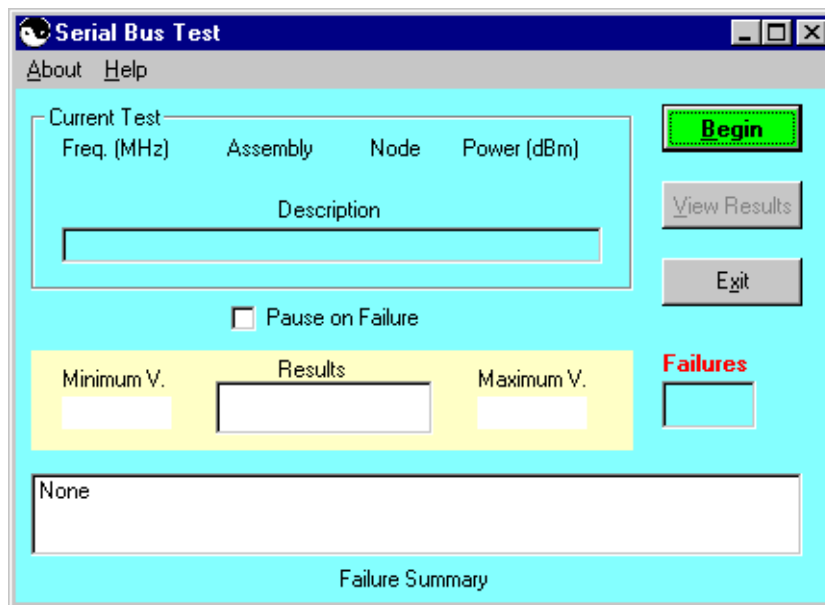 Serial Bus Test
About Help
Current Test
Freq. (MHz) Assembly Node Power (dBm)
Description
Begin
View Results
Exit
Pause on Failure
Minimum V. Results Maximum V.
Failures
None
Failure Summary